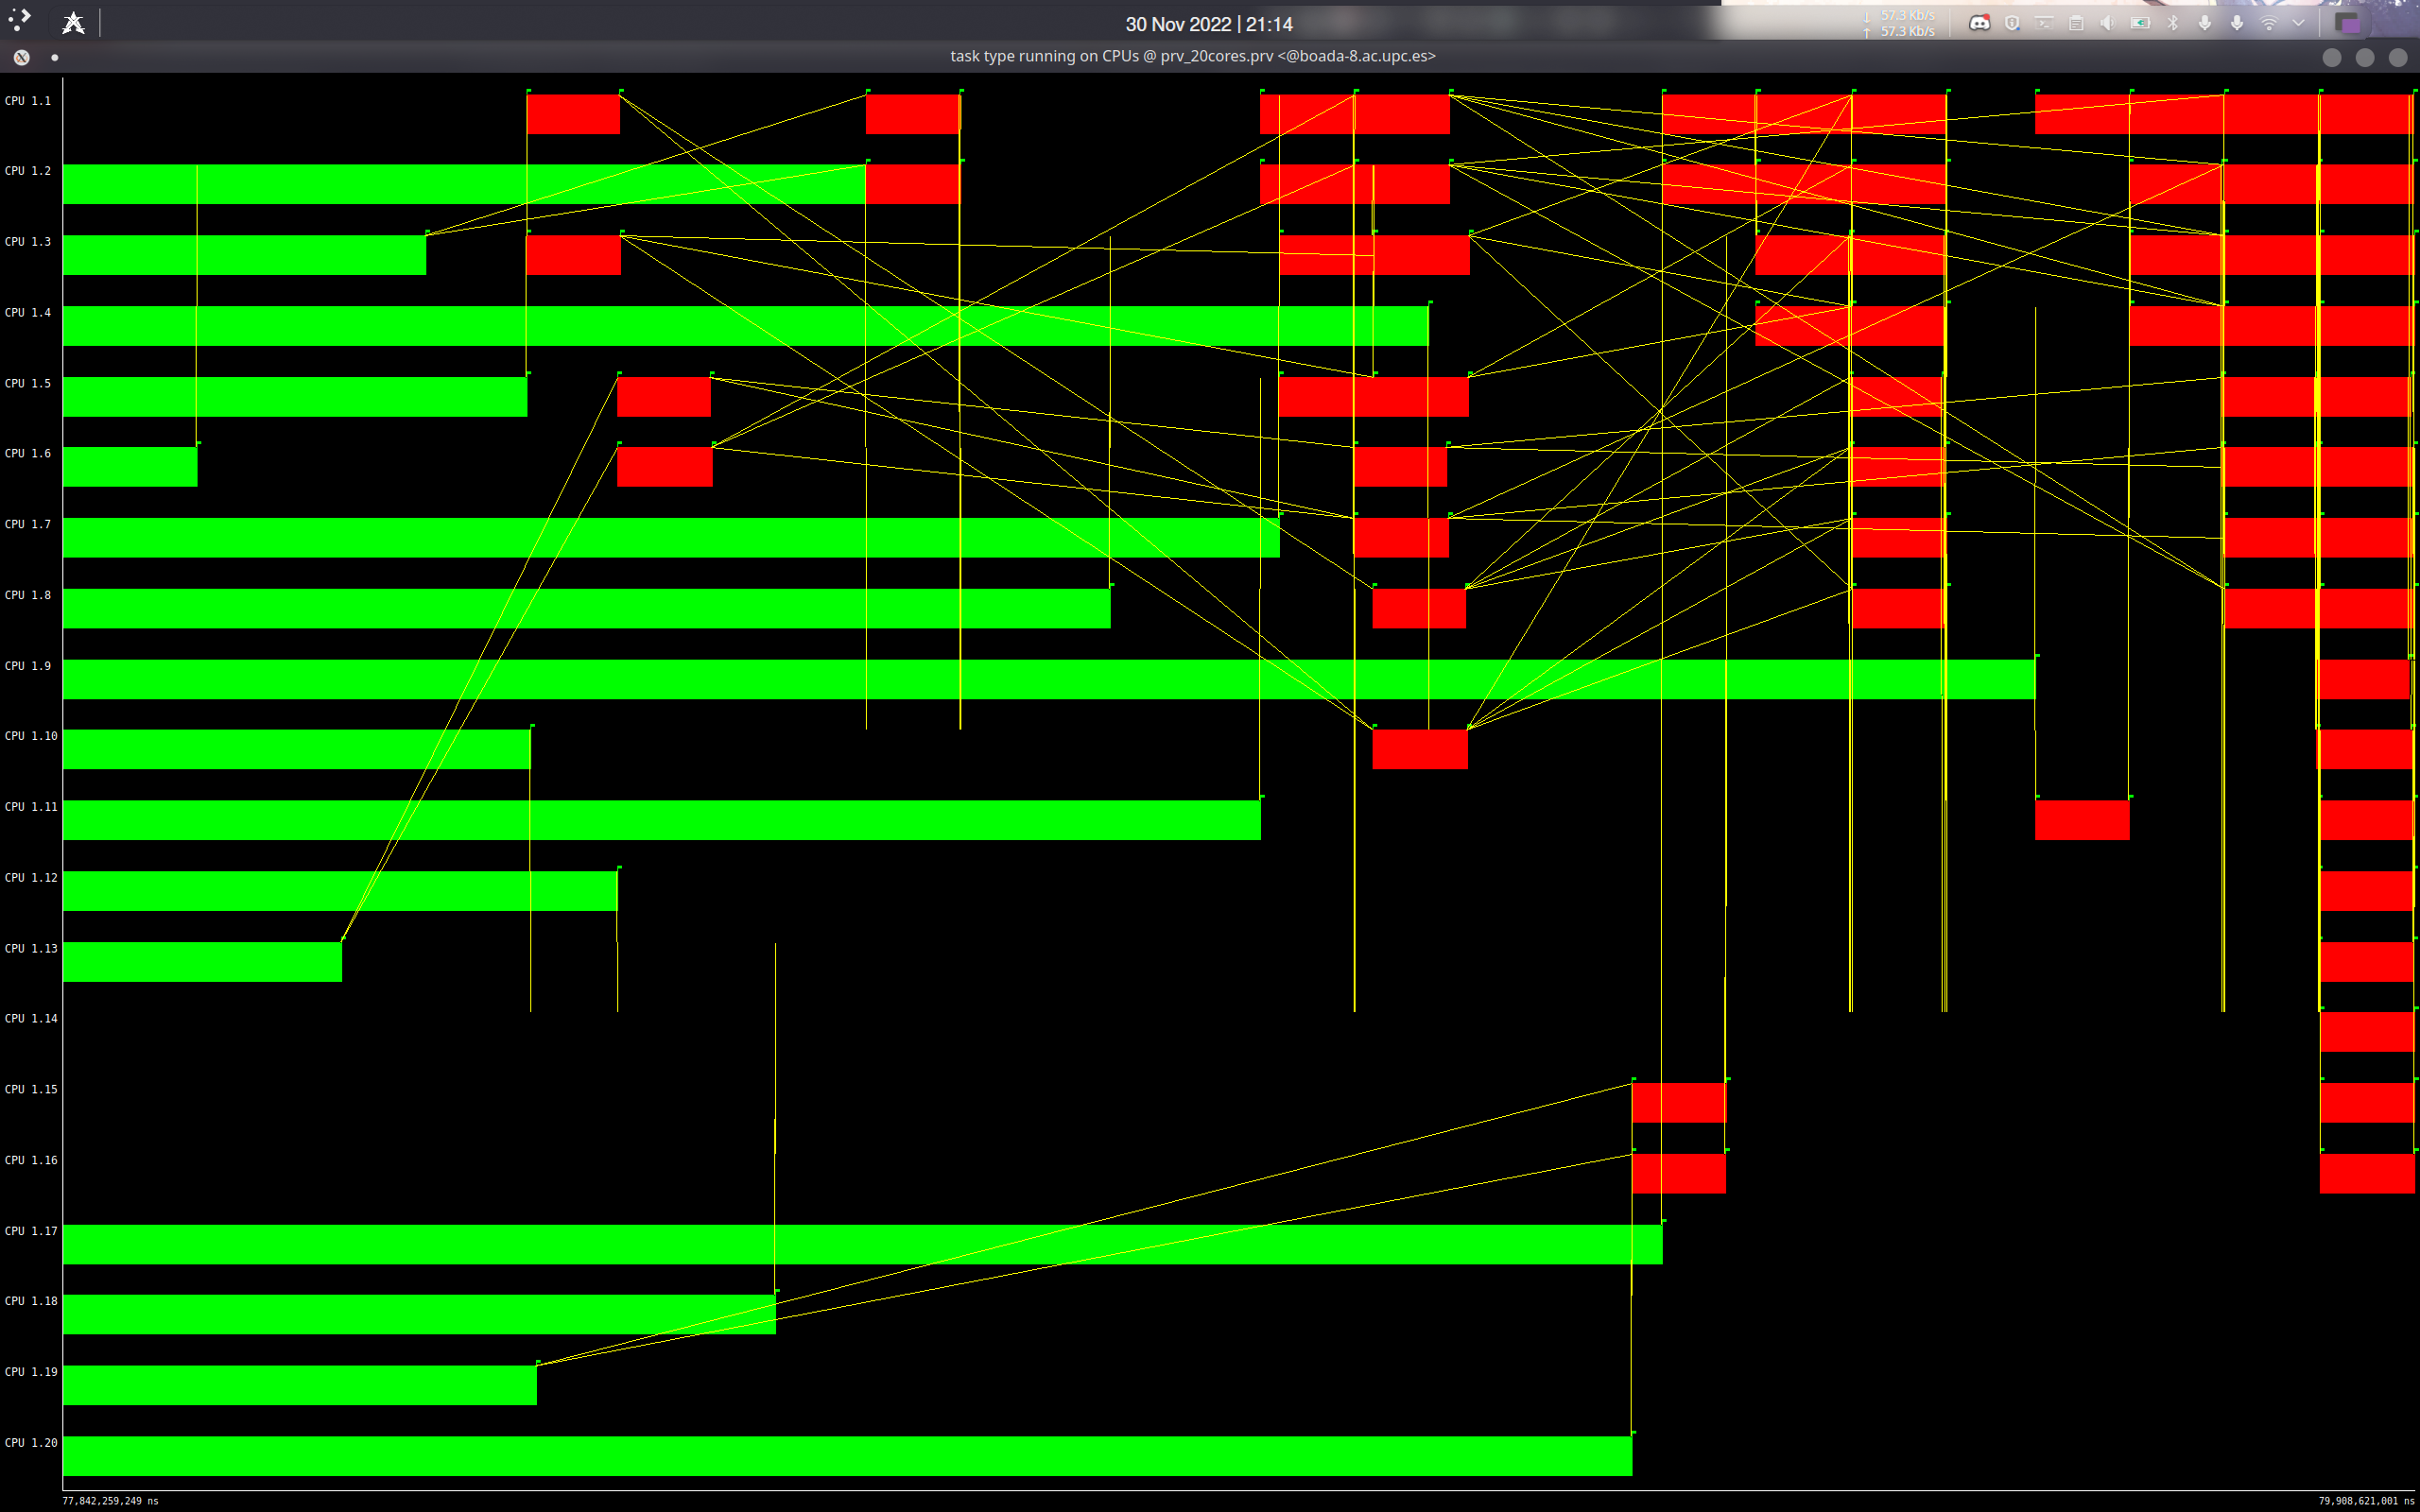 30 Nov 2022 | 21:14
↓ 57.3 Kb/s
↑ 57.3 Kb/s
task type running on CPUs @ prv_20cores.prv <@boada-8.ac.upc.es>
CPU 1.1
CPU 1.2
CPU 1.3
CPU 1.4
CPU 1.5
CPU 1.6
CPU 1.7
CPU 1.8
CPU 1.9
CPU 1.10
CPU 1.11
CPU 1.12
CPU 1.13
CPU 1.14
CPU 1.15
CPU 1.16
CPU 1.17
CPU 1.18
CPU 1.19
CPU 1.20
77,842,259,249 ns
79,908,621,001 ns